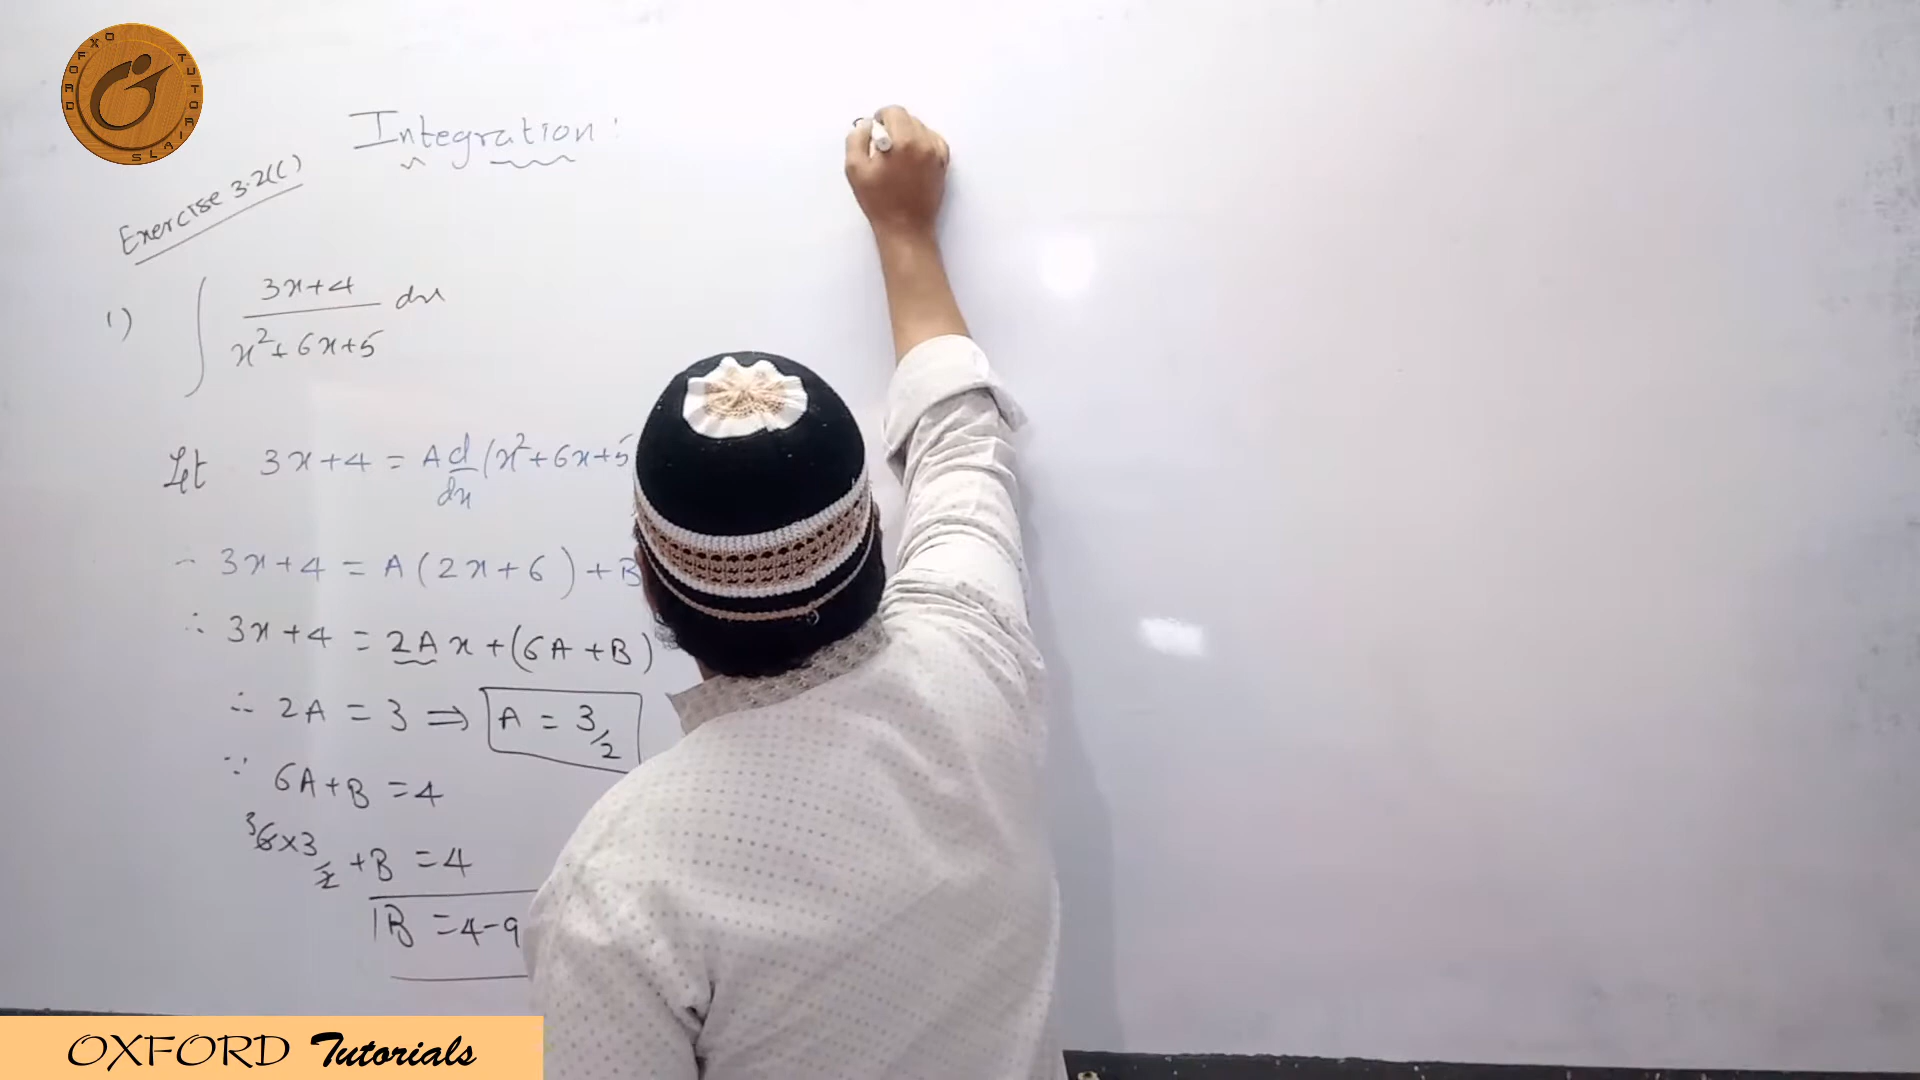 OXFORD TUTORIALS
Integration :
Exercise 3.2(C)
1) ∫ 3x+4 / x²+6x+5 dx
Let 3x+4 = A d/dx (x²+6x+5
∴ 3x+4 = A(2x+6) + B
∴ 3x+4 = 2Ax + (6A+B)
∴ 2A = 3 ⇒ A = 3/2
∵ 6A+B = 4
3 6×3/2 + B = 4
B = 4-9
OXFORD Tutorials